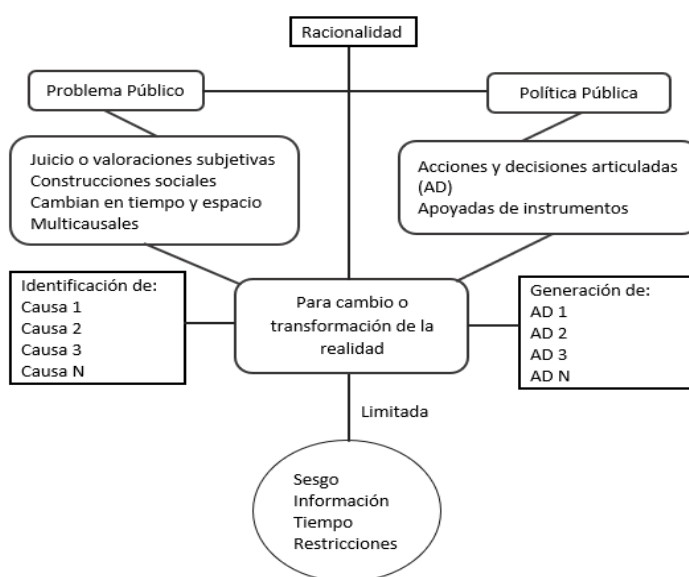 Racionalidad
Problema Público
Política Pública
Juicio o valoraciones subjetivas
Construcciones sociales
Cambian en tiempo y espacio
Multicausales
Acciones y decisiones articuladas
(AD)
Apoyadas de instrumentos
Identificación de:
Causa 1
Causa 2
Causa 3
Causa N
Para cambio o
transformación de la
realidad
Generación de:
AD 1
AD 2
AD 3
AD N
Limitada
Sesgo
Información
Tiempo
Restricciones